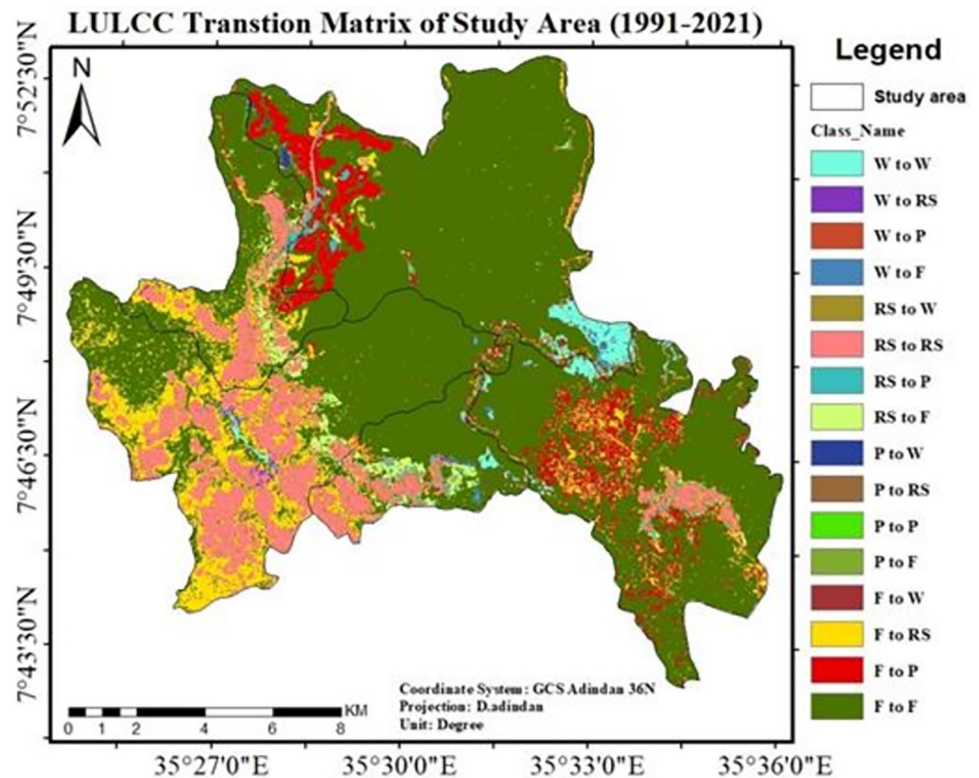 LULCC Transtion Matrix of Study Area (1991-2021)
N
7°52'30"N
7°49'30"N
7°46'30"N
7°43'30"N
Coordinate System: GCS Adindan 36N
Projection: D.adindan
Unit: Degree
0 1 2 4 6 8 KM
35°27'0"E 35°30'0"E 35°33'0"E 35°36'0"E
Legend
Study area
Class_Name
W to W
W to RS
W to P
W to F
RS to W
RS to RS
RS to P
RS to F
P to W
P to RS
P to P
P to F
F to W
F to RS
F to P
F to F